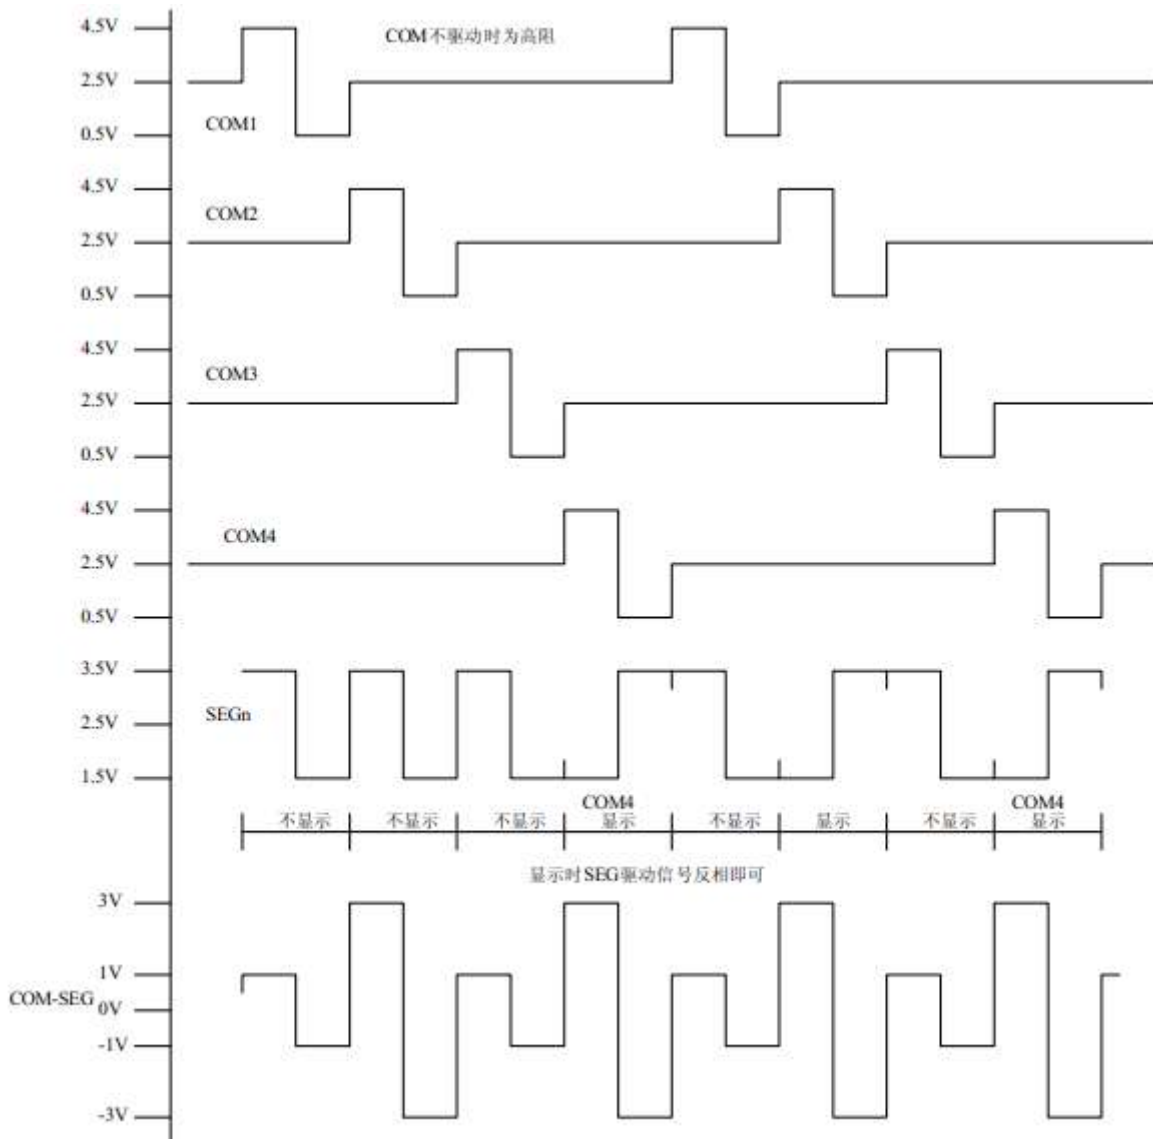 4.5V
COM不驱动时为高阻
2.5V
COM1
0.5V
4.5V
COM2
2.5V
0.5V
4.5V
COM3
2.5V
0.5V
4.5V
COM4
2.5V
0.5V
3.5V
SEGn
2.5V
1.5V
COM4 COM4
不显示 不显示 不显示 显示 不显示 显示 不显示 显示
显示时SEG驱动信号反相即可
3V
1V
COM-SEG 0V
-1V
-3V